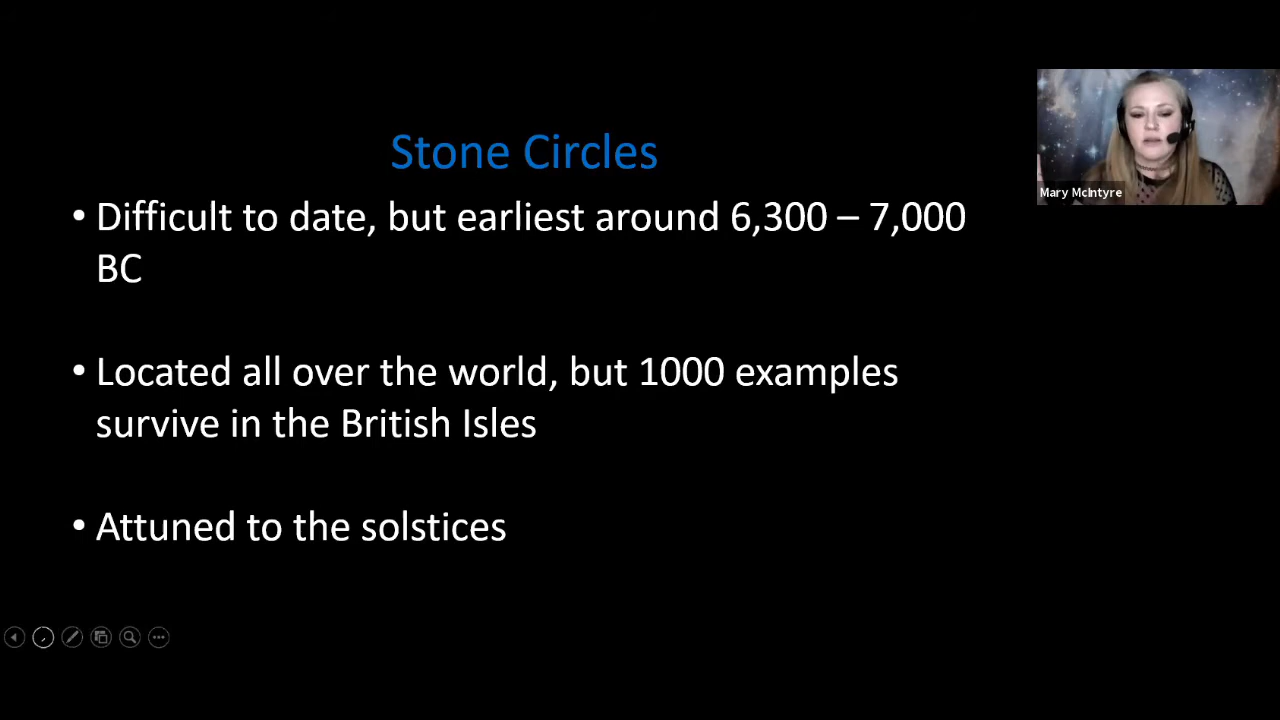 Stone Circles
• Difficult to date, but earliest around 6,300 – 7,000
BC
• Located all over the world, but 1000 examples
survive in the British Isles
• Attuned to the solstices
Mary McIntyre